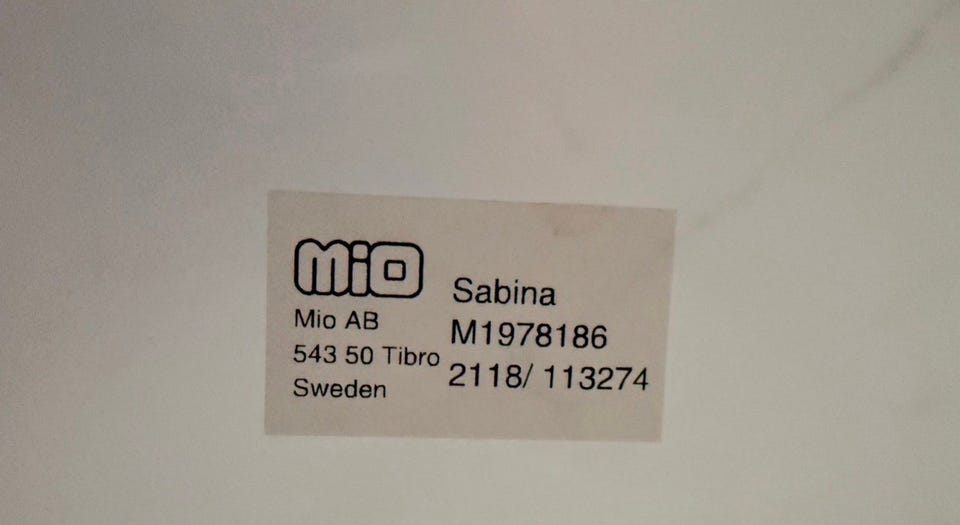 mio
Mio AB
543 50 Tibro
Sweden
Sabina
M1978186
2118/ 113274